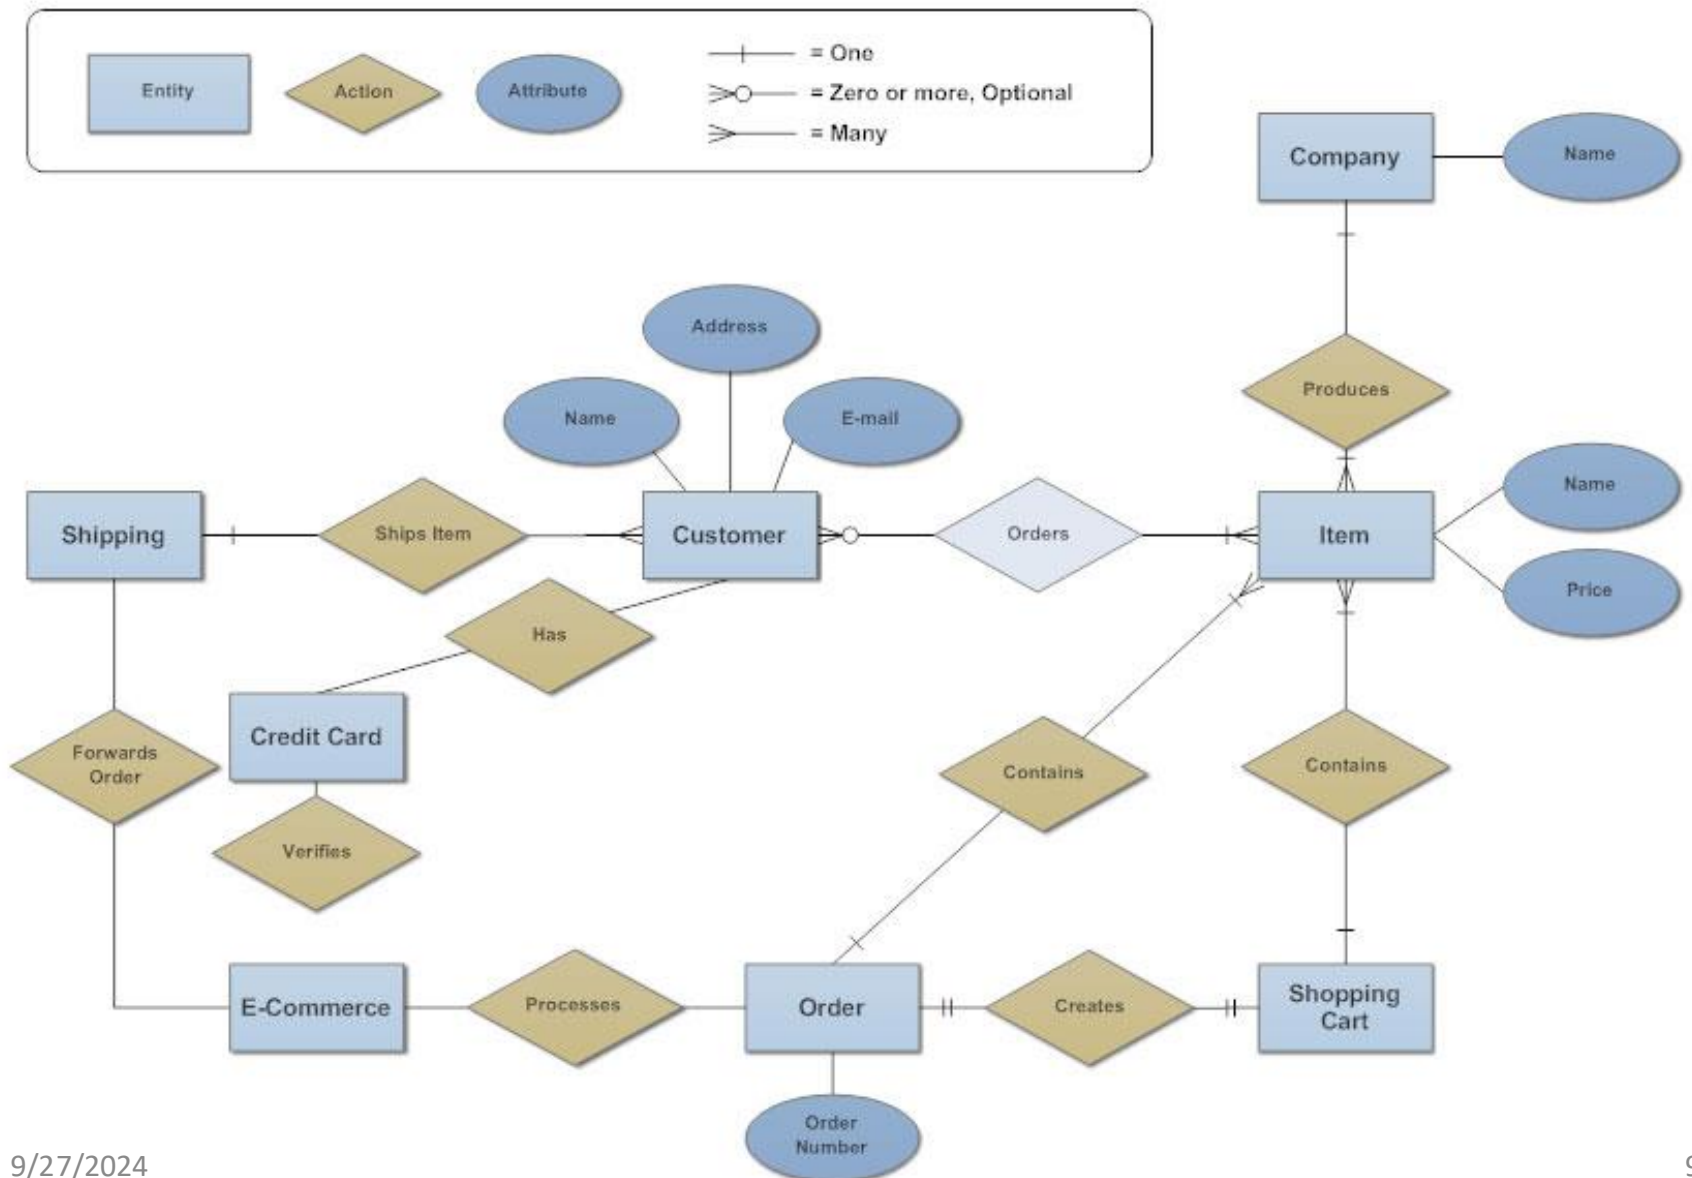 Entity
Action
Attribute
= One
= Zero or more, Optional
= Many
Company
Name
Produces
Address
Name
E-mail
Shipping
Ships Item
Customer
Orders
Item
Name
Price
Has
Credit Card
Forwards
Order
Verifies
Contains
Contains
E-Commerce
Processes
Order
Creates
Shopping
Cart
Order
Number
9/27/2024
9